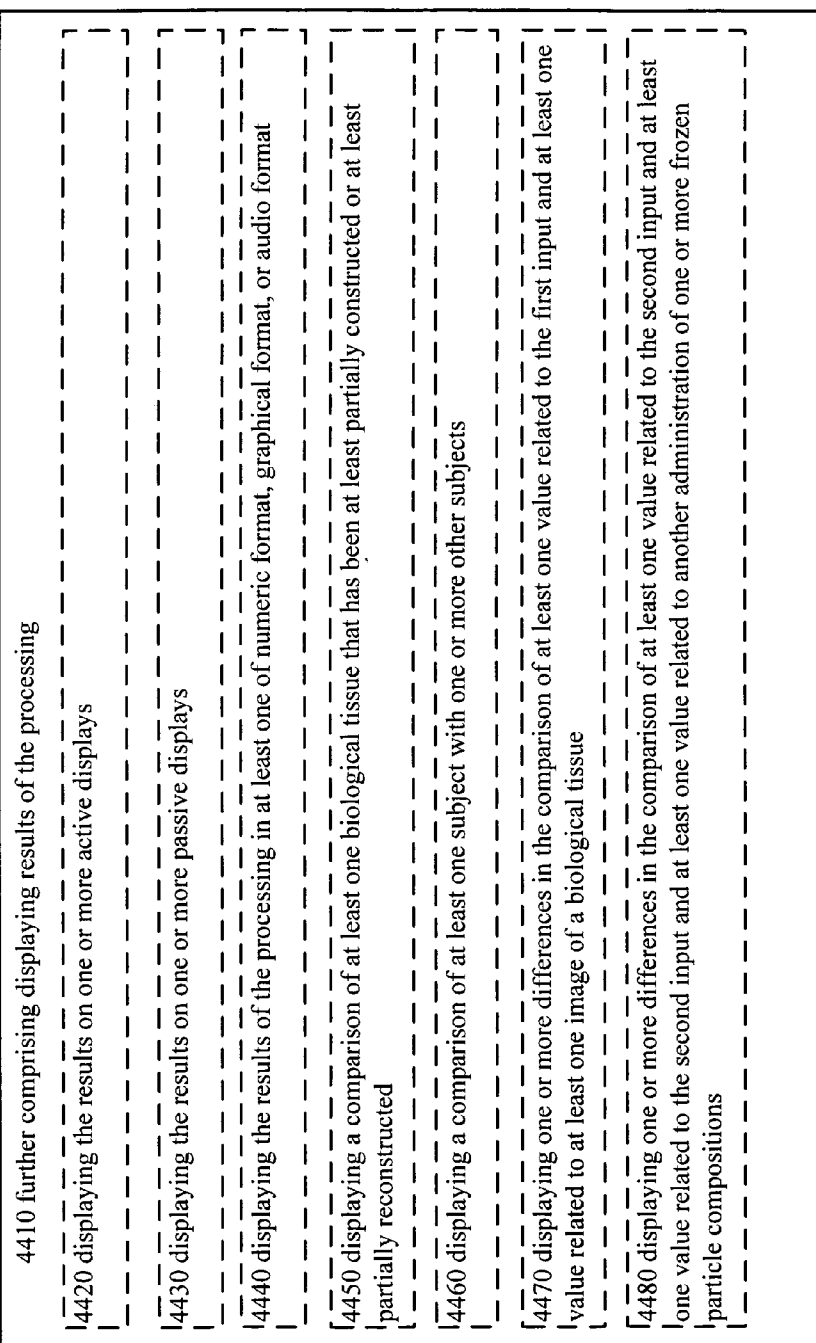 4410 further comprising displaying results of the processing
4420 displaying the results on one or more active displays
4430 displaying the results on one or more passive displays
4440 displaying the results of the processing in at least one of numeric format, graphical format, or audio format
4450 displaying a comparison of at least one biological tissue that has been at least partially constructed or at least
partially reconstructed
4460 displaying a comparison of at least one subject with one or more other subjects
4470 displaying one or more differences in the comparison of at least one value related to the first input and at least one
value related to at least one image of a biological tissue
4480 displaying one or more differences in the comparison of at least one value related to the second input and at least
one value related to the second input and at least one value related to another administration of one or more frozen
particle compositions